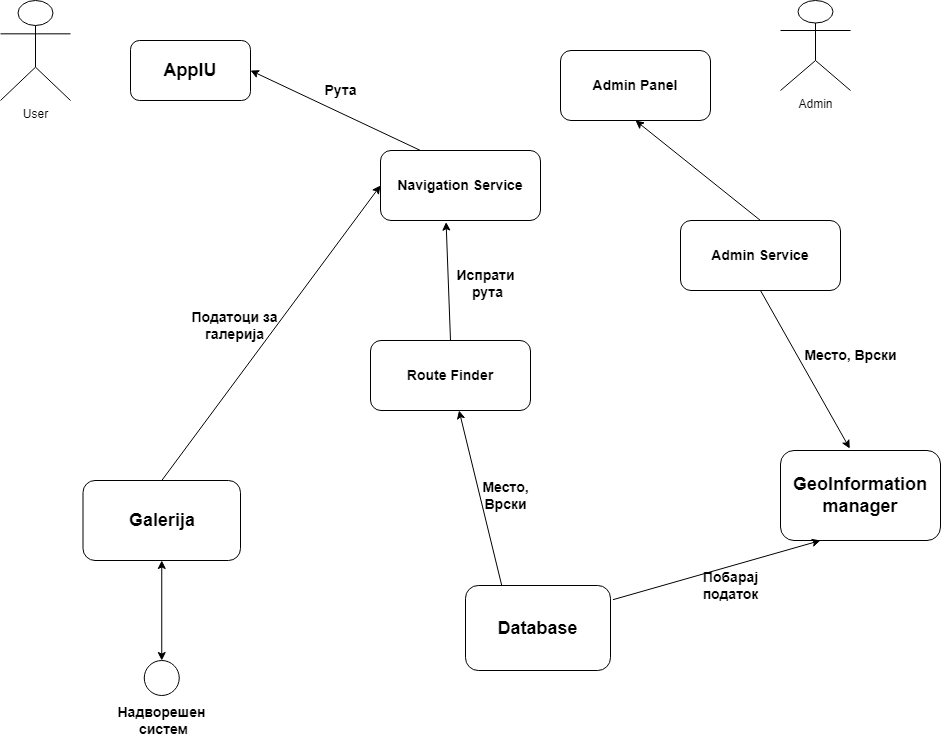 User
AppIU
Рута
Admin Panel
Admin
Navigation Service
Admin Service
Испрати
рута
Податоци за
галерија
Route Finder
Место, Врски
Место,
Врски
Galerija
GeoInformation
manager
Побарај
податок
Database
Надворешен
систем